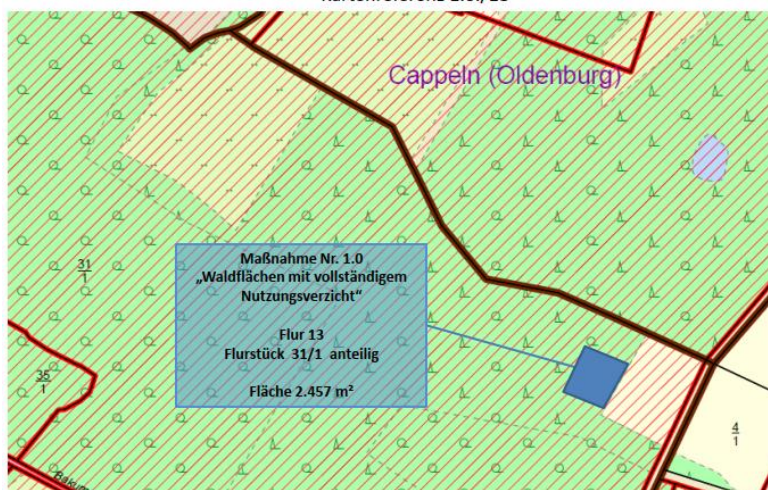 Cappeln (Oldenburg)
Maßnahme Nr. 1.0
„Waldflächen mit vollständigem
Nutzungsverzicht“
Flur 13
Flurstück 31/1 anteilig
Fläche 2.457 m²
31
1
35
1
4
1